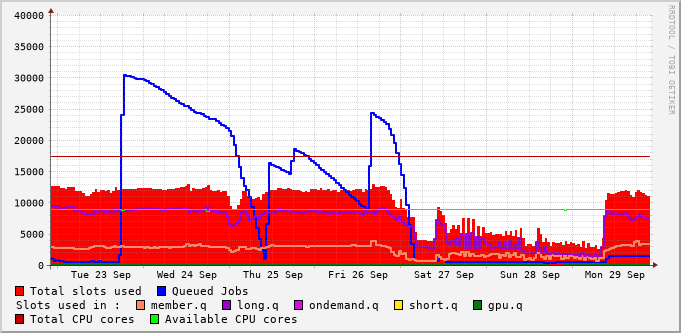 40000
35000
30000
25000
20000
15000
10000
5000
0
Tue 23 Sep Wed 24 Sep Thu 25 Sep Fri 26 Sep Sat 27 Sep Sun 28 Sep Mon 29 Sep
Total slots used Queued Jobs
Slots used in : member.q long.q ondemand.q short.q gpu.q
Total CPU cores Available CPU cores
RRDTOOL / TOBI OETIKER